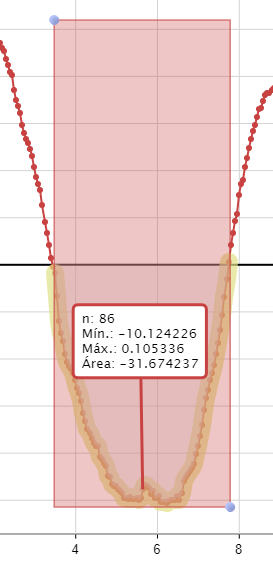 n: 86
Mín.: -10.124226
Máx.: 0.105336
Área: -31.674237
4 6 8